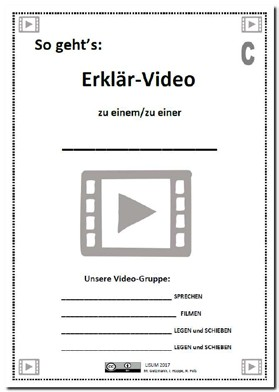 So geht's:
C
Erklär-Video
zu einem/zu einer
Unsere Video-Gruppe:
SPRECHEN
FILMEN
LEGEN und SCHIEBEN
LEGEN und SCHIEBEN
LISUM 2017